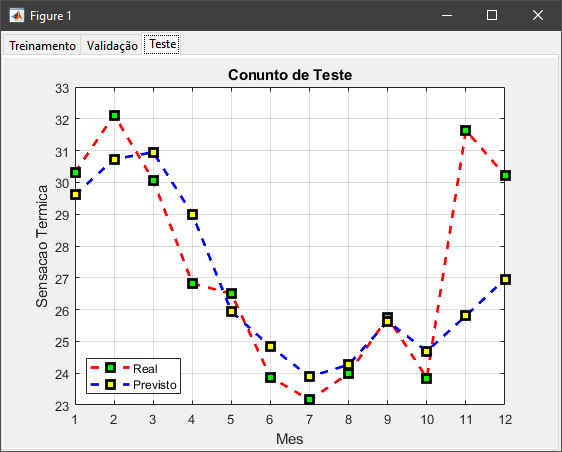 Figure 1
Treinamento Validação Teste
Conunto de Teste
Sensacao Termica
33
32
31
30
29
28
27
26
25
24
23
Real
Previsto
1 2 3 4 5 6 7 8 9 10 11 12
Mes